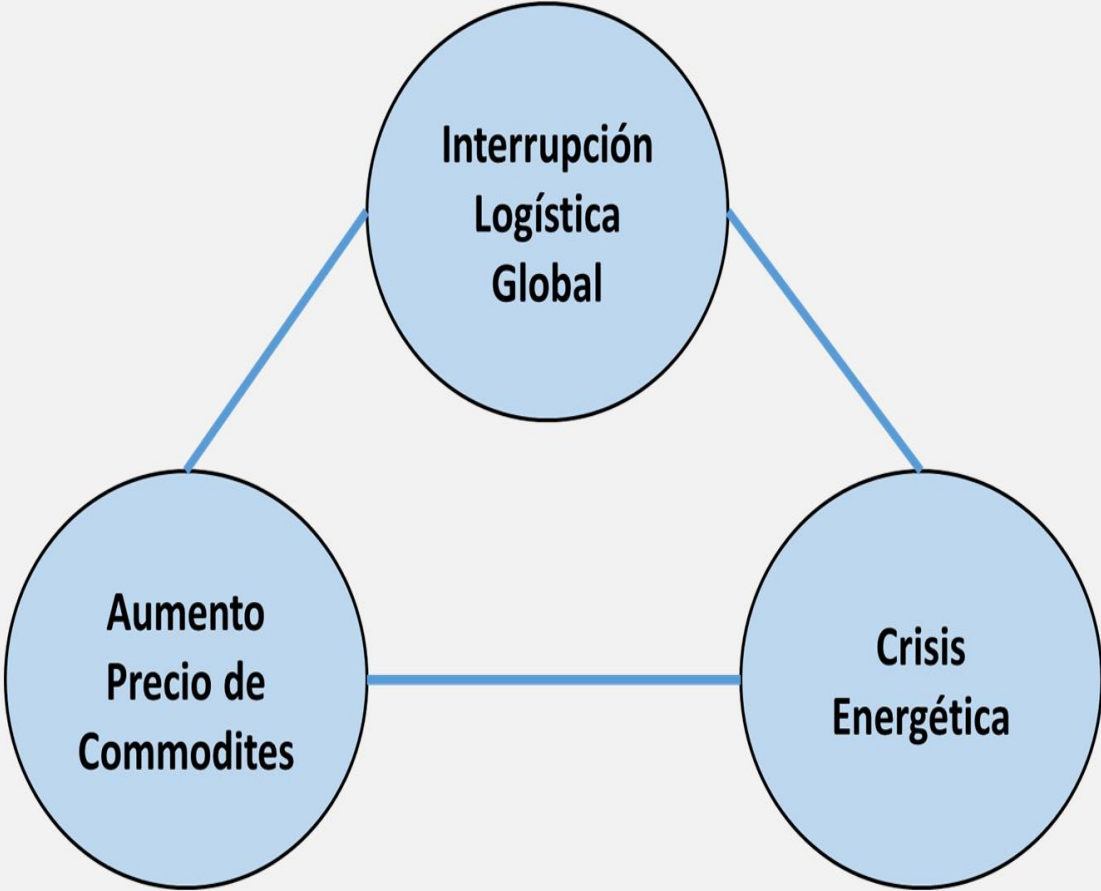 Interrupción
Logística
Global
Aumento
Precio de
Commodites
Crisis
Energética